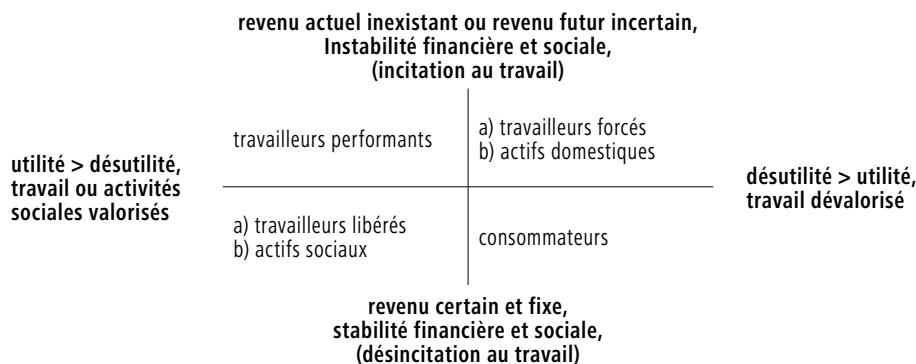 revenu actuel inexistant ou revenu futur incertain,
Instabilité financière et sociale,
(incitation au travail)
travailleurs performants
a) travailleurs forcés
b) actifs domestiques
utilité > désutilité,
travail ou activités
sociales valorisés
désutilité > utilité,
travail dévalorisé
a) travailleurs libérés
b) actifs sociaux
consommateurs
revenu certain et fixe,
stabilité financière et sociale,
(désincitation au travail)